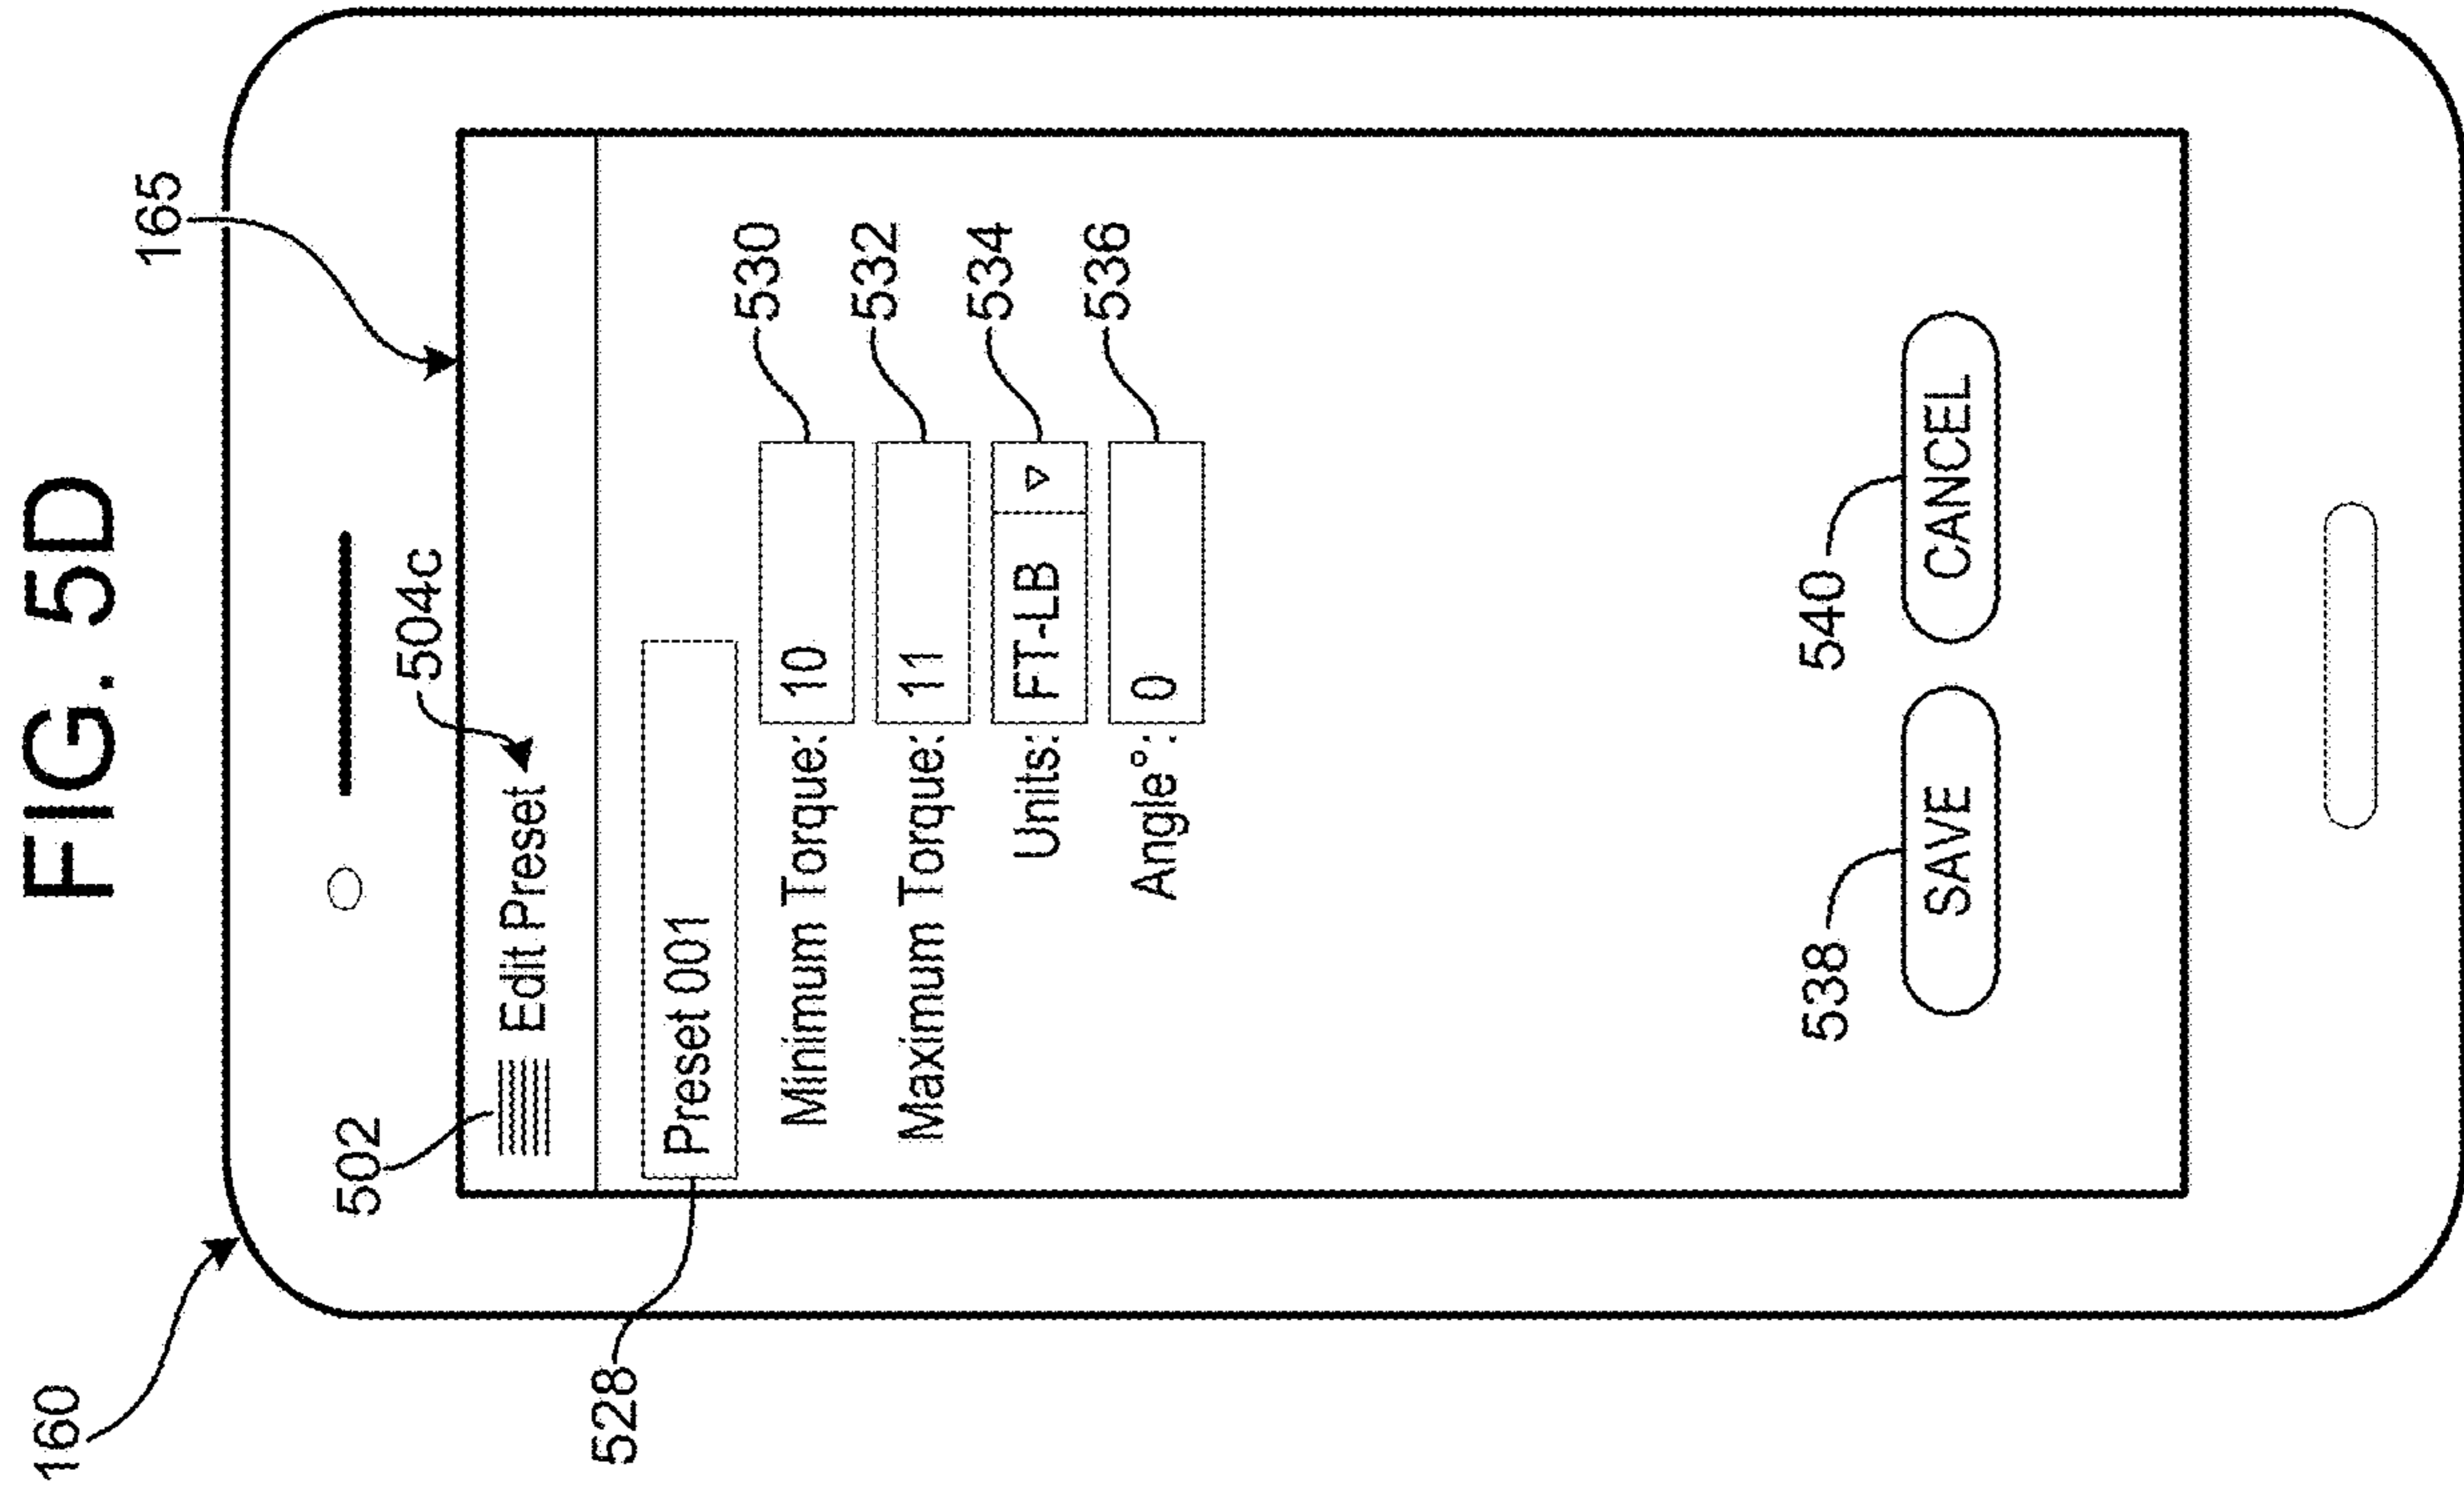 FIG. 5D
160
165
502
504c
Edit Preset
528
Preset 001
Minimum Torque: 10
530
Maximum Torque: 11
532
Units: FT-LB
534
Angle°: 0
536
538
540
SAVE
CANCEL